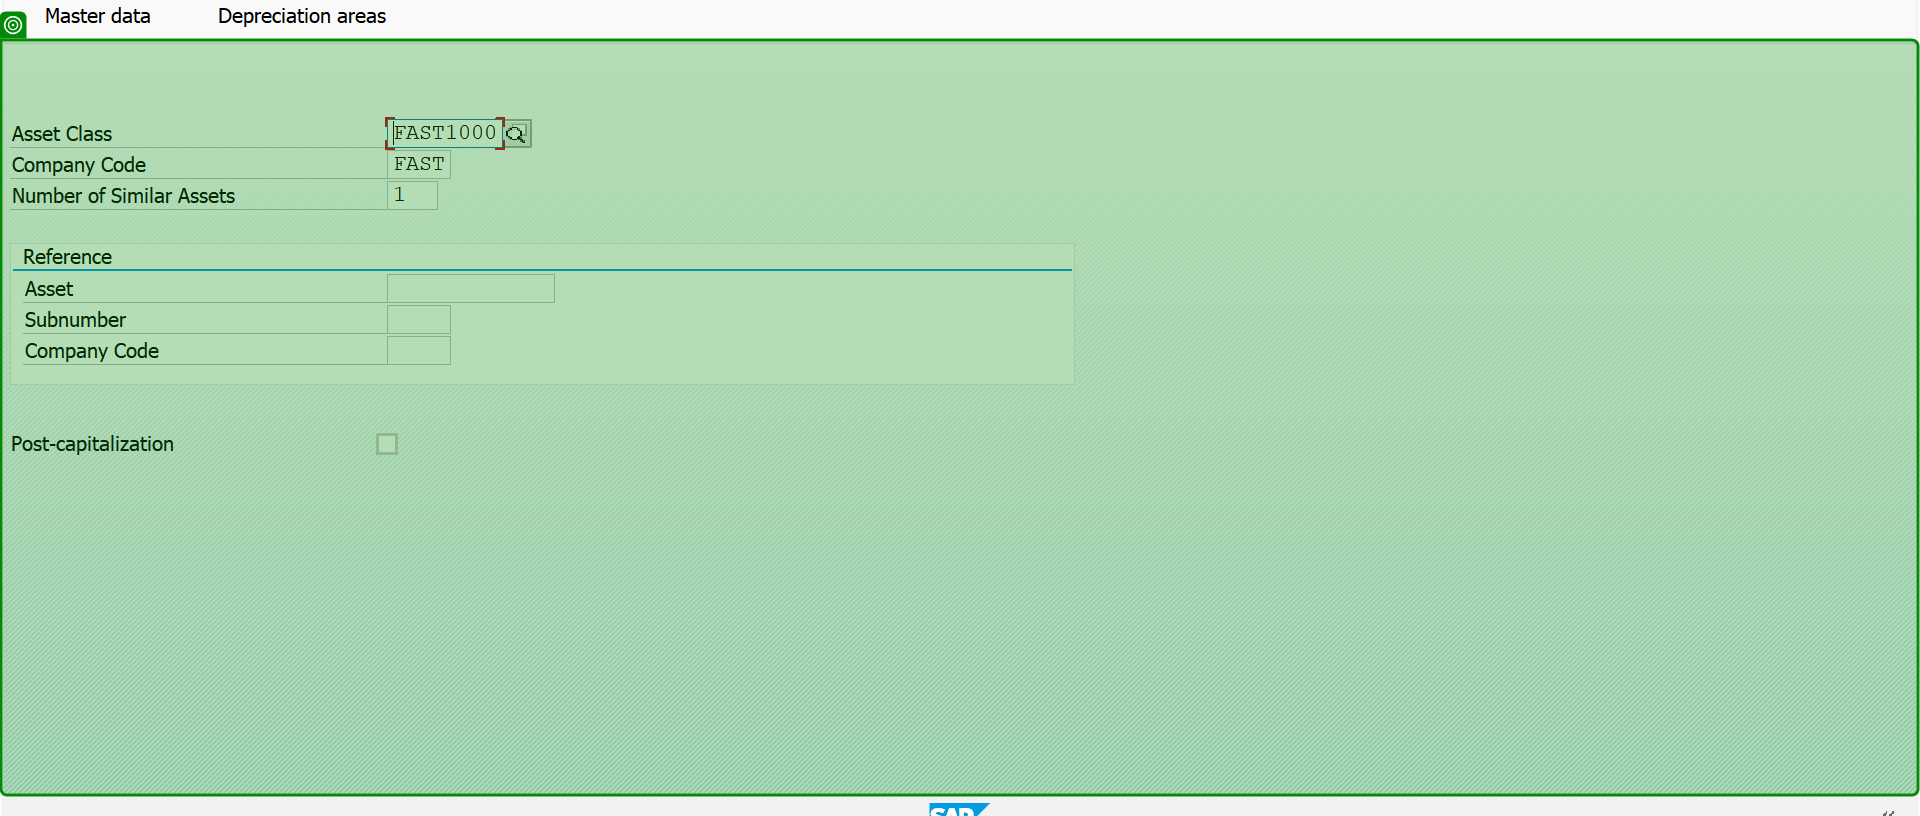 Master data Depreciation areas
Asset Class FAST1000
Company Code FAST
Number of Similar Assets 1
Reference
Asset
Subnumber
Company Code
Post-capitalization
SAP